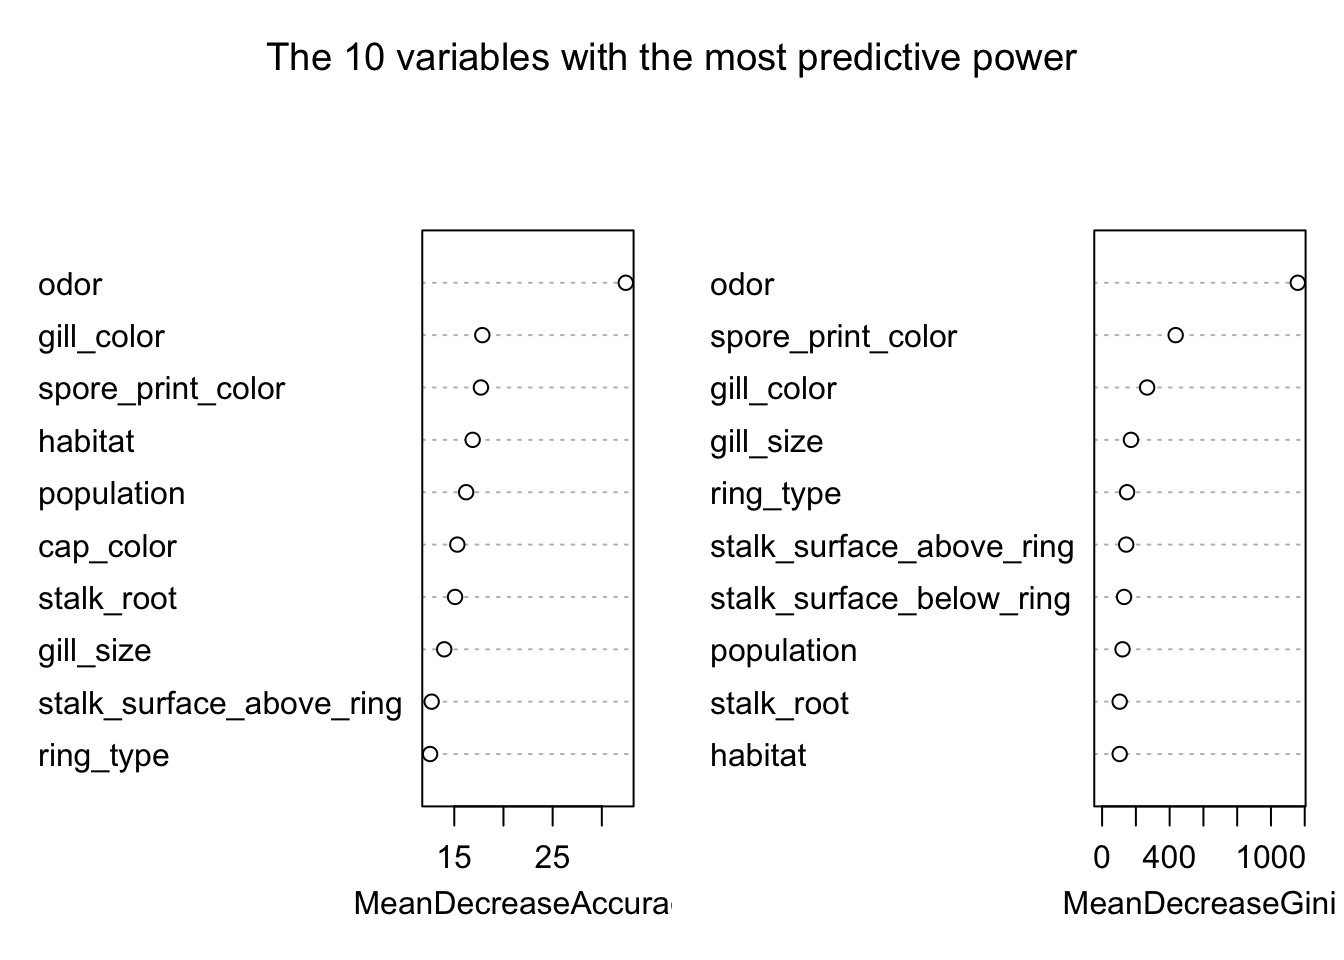 The 10 variables with the most predictive power
odor
gill_color
spore_print_color
habitat
population
cap_color
stalk_root
gill_size
stalk_surface_above_ring
ring_type
15 25
MeanDecreaseAccura
odor
spore_print_color
gill_color
gill_size
ring_type
stalk_surface_above_ring
stalk_surface_below_ring
population
stalk_root
habitat
0 400 1000
MeanDecreaseGini